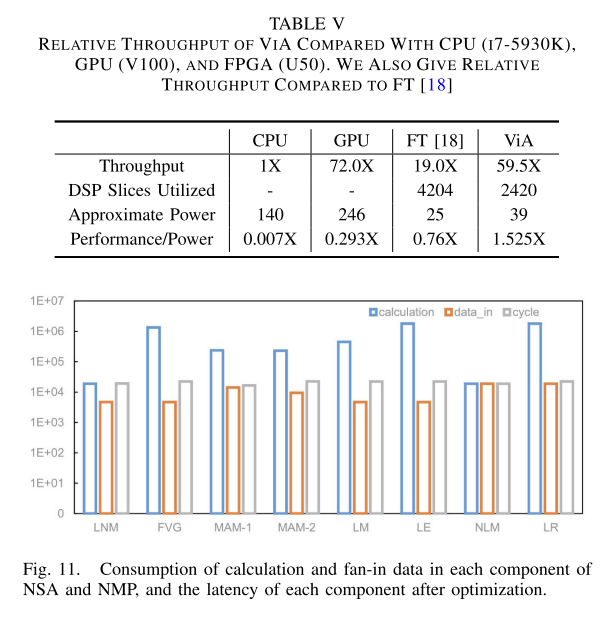 TABLE V
RELATIVE THROUGHPUT OF VIA COMPARED WITH CPU (I7-5930K),
GPU (V100), AND FPGA (U50). WE ALSO GIVE RELATIVE
THROUGHPUT COMPARED TO FT [18]
CPU GPU FT [18] ViA
Throughput 1X 72.0X 19.0X 59.5X
DSP Slices Utilized - - 4204 2420
Approximate Power 140 246 25 39
Performance/Power 0.007X 0.293X 0.76X 1.525X
1E+07
calculation data_in cycle
1E+06
1E+05
1E+04
1E+03
1E+02
1E+01
0
LNM FVG MAM-1 MAM-2 LM LE NLM LR
Fig. 11. Consumption of calculation and fan-in data in each component of
NSA and NMP, and the latency of each component after optimization.